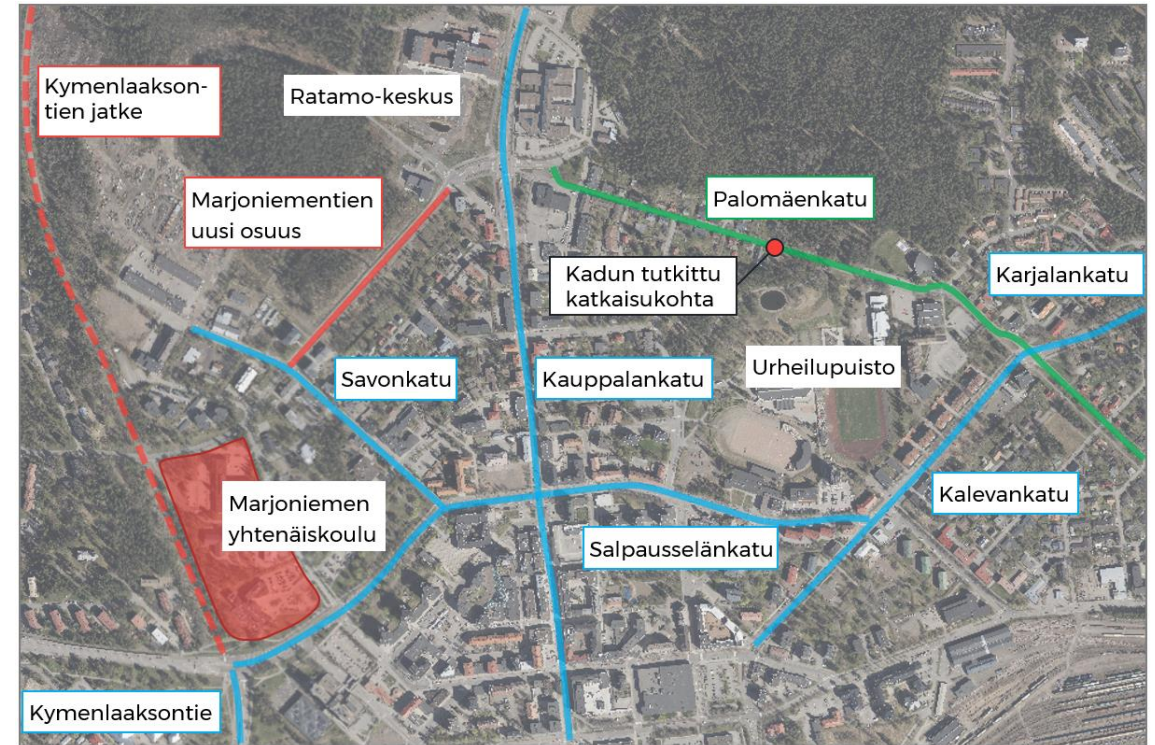 Kymenlaakson-
tien jatke
Ratamo-keskus
Marjoniementien
uusi osuus
Palomäenkatu
Kadun tutkittu
katkaisukohta
Karjalankatu
Savonkatu
Kauppalankatu
Urheilupuisto
Marjoniemen
yhtenäiskoulu
Kalevankatu
Salpausselänkatu
Kymenlaaksontie